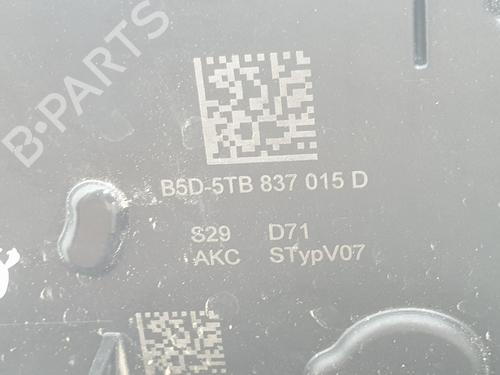 B-PARTS
B5D-5TB 837 015 D
S29 D71
AKC STypV07